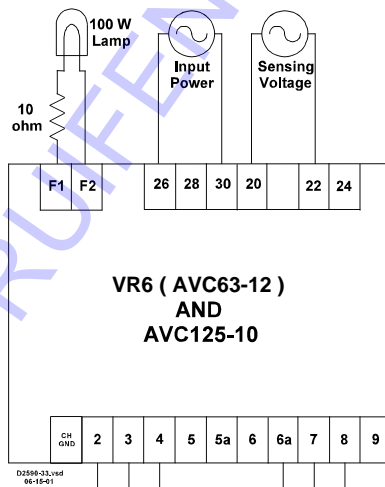 100 W
Lamp
Input
Power
Sensing
Voltage
10
ohm
F1 F2 26 28 30 20 22 24
VR6 ( AVC63-12 )
AND
AVC125-10
CH
GND 2 3 4 5 5a 6 6a 7 8 9
D2590-33.vsd
06-15-01
RUIFEN